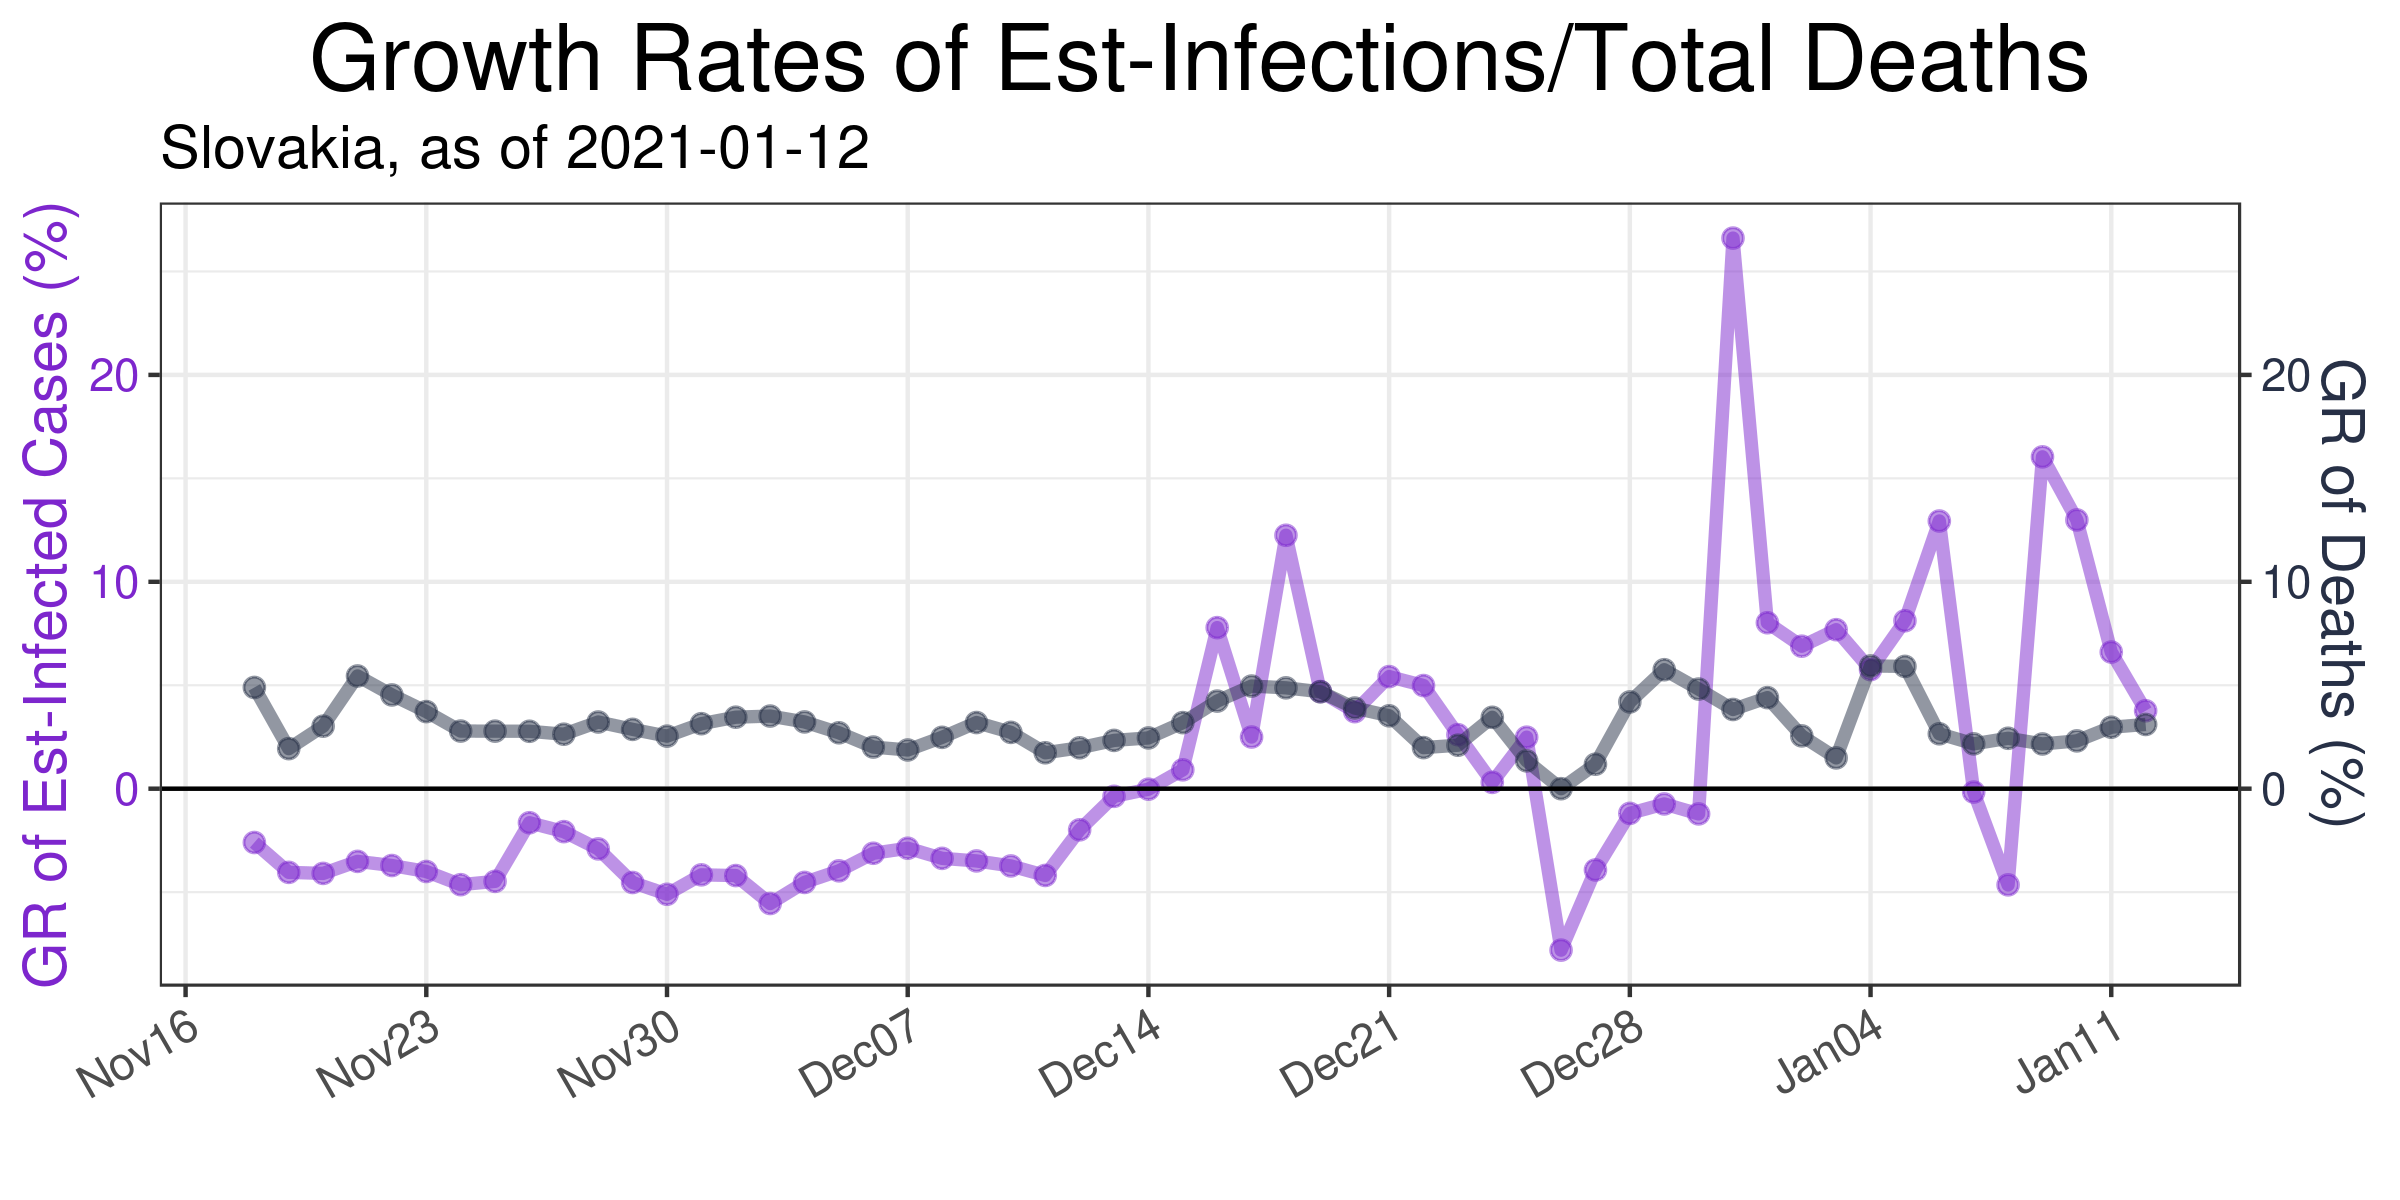 Growth Rates of Est-Infections/Total Deaths
Slovakia, as of 2021-01-12
GR of Est-Infected Cases (%)
20
10
0
20
10
0
GR of Deaths (%)
Nov16
Nov23
Nov30
Dec07
Dec14
Dec21
Dec28
Jan04
Jan11